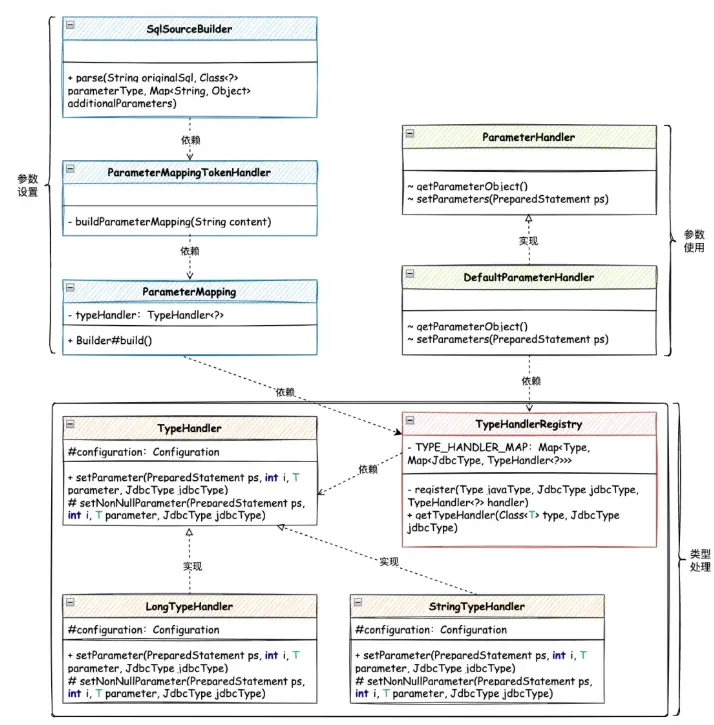 SqlSourceBuilder
+ parse(String originalSql, Class<?>
parameterType, Map<String, Object>
additionalParameters)
依赖
参数
设置
ParameterMappingTokenHandler
- buildParameterMapping(String content)
依赖
ParameterMapping
- typeHandler: TypeHandler<?>
+ Builder#build()
ParameterHandler
~ getParameterObject()
~ setParameters(PreparedStatement ps)
实现
参数
使用
DefaultParameterHandler
~ getParameterObject()
~ setParameters(PreparedStatement ps)
依赖
依赖
TypeHandler
#configuration: Configuration
+ setParameter(PreparedStatement ps, int i, T
parameter, JdbcType jdbcType)
# setNonNullParameter(PreparedStatement ps,
int i, T parameter, JdbcType jdbcType)
依赖
TypeHandlerRegistry
- TYPE_HANDLER_MAP: Map<Type,
Map<JdbcType, TypeHandler<?>>>
- register(Type javaType, JdbcType jdbcType,
TypeHandler<?> handler)
+ getTypeHandler(Class<T> type, JdbcType
jdbcType)
类型
处理
实现
实现
LongTypeHandler
#configuration: Configuration
+ setParameter(PreparedStatement ps, int i, T
parameter, JdbcType jdbcType)
# setNonNullParameter(PreparedStatement ps,
int i, T parameter, JdbcType jdbcType)
StringTypeHandler
#configuration: Configuration
+ setParameter(PreparedStatement ps, int i, T
parameter, JdbcType jdbcType)
# setNonNullParameter(PreparedStatement ps,
int i, T parameter, JdbcType jdbcType)